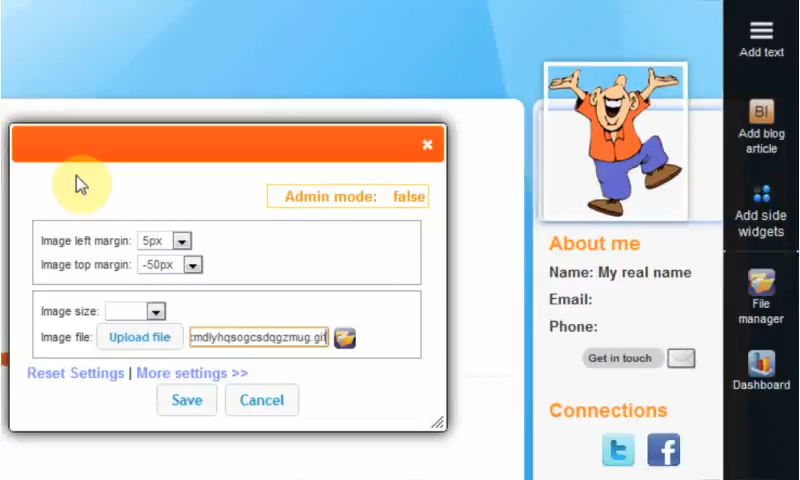 Admin mode: false
Image left margin: 5px
Image top margin: -50px
Image size:
Image file: Upload file :mdlyhqsogcsdqgzmug.gif
Reset Settings | More settings >>
Save Cancel
About me
Name: My real name
Email:
Phone:
Get in touch
Connections
Add text
BI
Add blog
article
Add side
widgets
File
manager
Dashboard